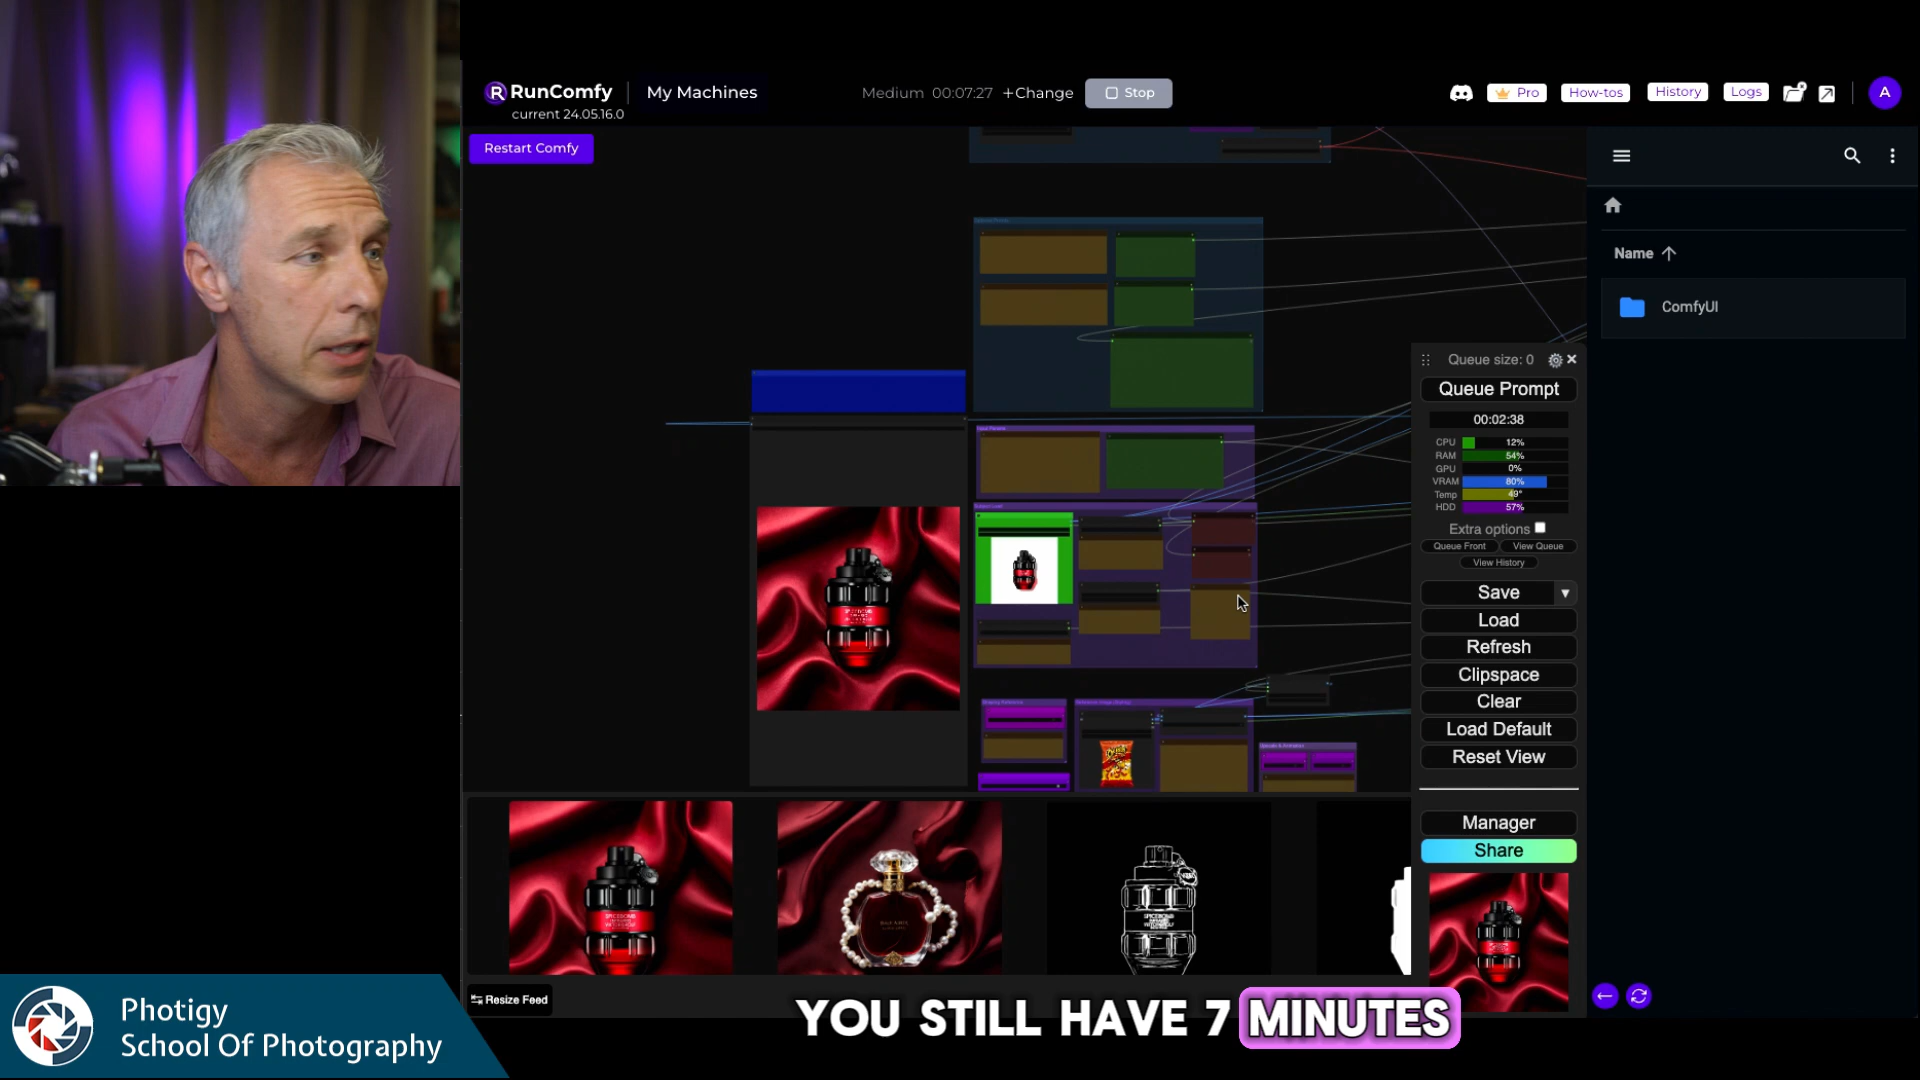 RunComfy
current 24.05.16.0
My Machines
Medium 00:07:27 +Change
Stop
Pro
How-tos
History
Logs
A
Restart Comfy
Name
ComfyUI
Queue size: 0
Queue Prompt
00:02:38
CPU 12%
RAM 54%
GPU 0%
VRAM 80%
Temp 49°
HDD 57%
Extra options
Queue Front
View Queue
View History
Save
Load
Refresh
Clipspace
Clear
Load Default
Reset View
Manager
Share
SPICEBOMB
Resize Feed
YOU STILL HAVE 7 MINUTES
Photigy
School Of Photography